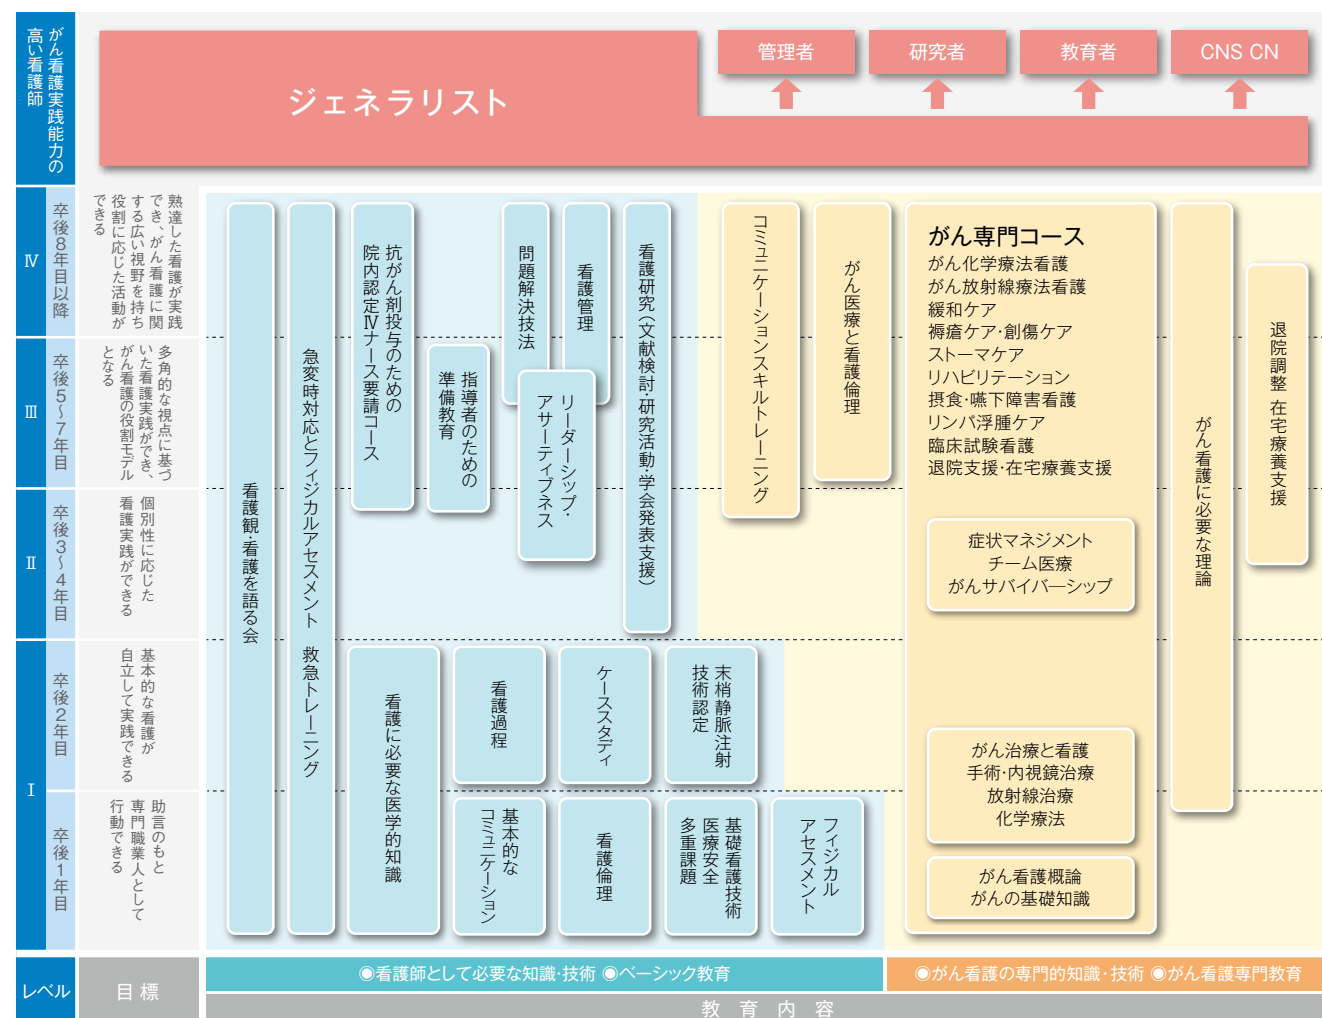 がん看護実践能力の
高い看護師
ジェネラリスト
管理者
研究者
教育者
CNS CN
Ⅳ
卒後8年目以降
熟達した看護が実践
でき、がん看護に関
する広い視野を持ち
役割に応じた活動が
できる
Ⅲ
卒後5～7年目
多角的な視点に基づ
いた看護実践ができ、
がん看護の役割モデル
となる
Ⅱ
卒後3～4年目
個別性に応じた
看護実践ができる
Ⅰ
卒後2年目
基本的な看護が
自立して実践できる
卒後1年目
助言のもと
専門職業人として
行動できる
看護観・看護を語る会
急変時対応とフィジカルアセスメント 救急トレーニング
抗がん剤投与のための
院内認定Ⅳナース要請コース
指導者のための
準備教育
問題解決技法
看護管理
リーダーシップ・
アサーティブネス
看護研究（文献検討・研究活動・学会発表支援）
看護に必要な医学的知識
看護過程
ケーススタディ
末梢静脈注射
技術認定
基本的な
コミュニケーション
看護倫理
基礎看護技術
医療安全
多重課題
フィジカル
アセスメント
コミュニケーションスキルトレーニング
がん医療と看護倫理
がん専門コース
がん化学療法看護
がん放射線療法看護
緩和ケア
褥瘡ケア・創傷ケア
ストーマケア
リハビリテーション
摂食・嚥下障害看護
リンパ浮腫ケア
臨床試験看護
退院支援・在宅療養支援
症状マネジメント
チーム医療
がんサバイバーシップ
がん治療と看護
手術・内視鏡治療
放射線治療
化学療法
がん看護概論
がんの基礎知識
がん看護に必要な理論
退院調整 在宅療養支援
レベル
目標
◉看護師として必要な知識・技術 ◉ベーシック教育
◉がん看護の専門的知識・技術 ◉がん看護専門教育
教育内容